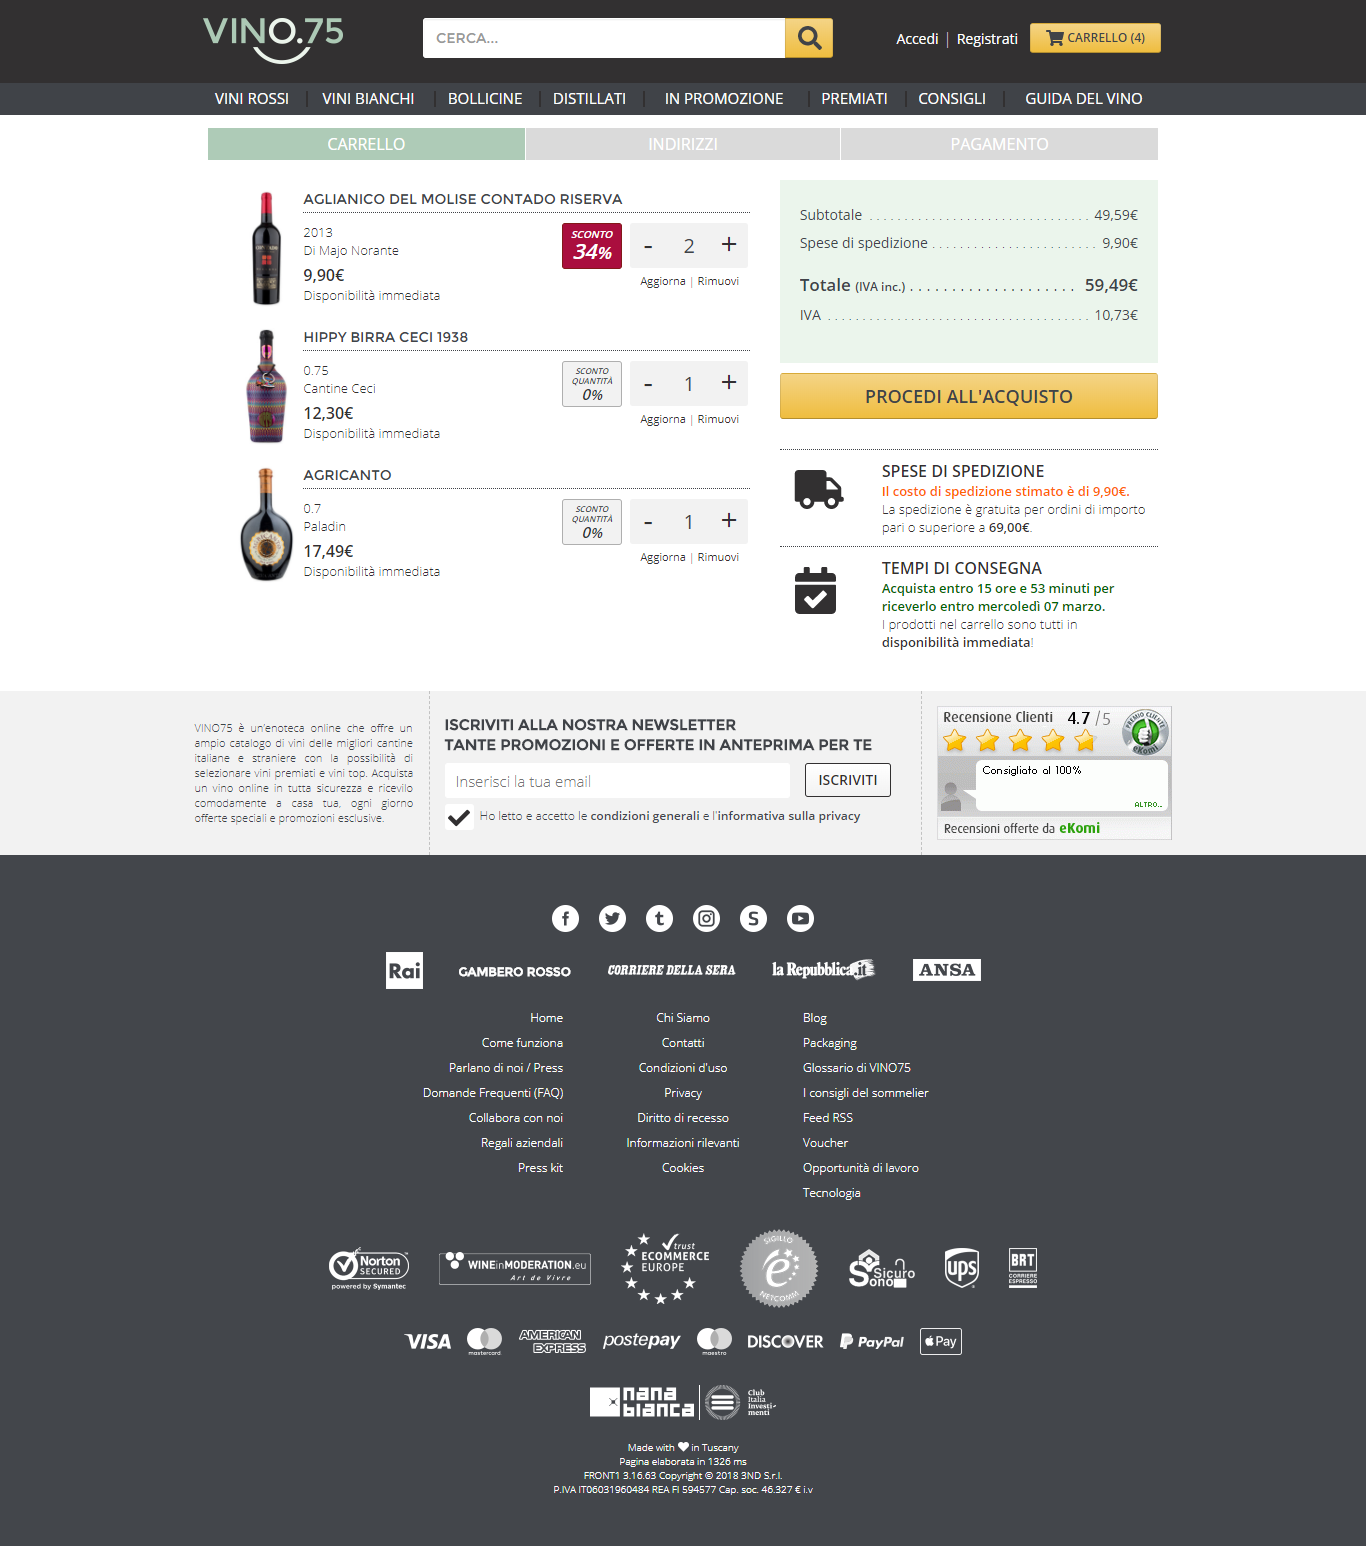 VINO.75
CERCA...
Accedi | Registrati
CARRELLO (4)
VINI ROSSI
VINI BIANCHI
BOLLICINE
DISTILLATI
IN PROMOZIONE
PREMIATI
CONSIGLI
GUIDA DEL VINO
CARRELLO
INDIRIZZI
PAGAMENTO
AGLIANICO DEL MOLISE CONTADO RISERVA
2013
Di Majo Norante
9,90€
Disponibilità immediata
SCONTO
34%
- 2 +
Aggiorna | Rimuovi
HIPPY BIRRA CECI 1938
0.75
Cantine Ceci
12,30€
Disponibilità immediata
SCONTO
QUANTITÀ
0%
- 1 +
Aggiorna | Rimuovi
AGRICANTO
0.7
Paladin
17,49€
Disponibilità immediata
SCONTO
QUANTITÀ
0%
- 1 +
Aggiorna | Rimuovi
Subtotale 49,59€
Spese di spedizione 9,90€
Totale (IVA inc.) 59,49€
IVA 10,73€
PROCEDI ALL'ACQUISTO
SPESE DI SPEDIZIONE
Il costo di spedizione stimato è di 9,90€.
La spedizione è gratuita per ordini di importo
pari o superiore a 69,00€.
TEMPI DI CONSEGNA
Acquista entro 15 ore e 53 minuti per
riceverlo entro mercoledì 07 marzo.
I prodotti nel carrello sono tutti in
disponibilità immediata!
VINO75 è un'enoteca online che offre un
ampio catalogo di vini delle migliori cantine
italiane e straniere con la possibilità di
selezionare vini premiati e vini top. Acquista
un vino online in tutta sicurezza e ricevilo
comodamente a casa tua, ogni giorno
offerte speciali e promozioni esclusive.
ISCRIVITI ALLA NOSTRA NEWSLETTER
TANTE PROMOZIONI E OFFERTE IN ANTEPRIMA PER TE
Inserisci la tua email
ISCRIVITI
Ho letto e accetto le condizioni generali e l'informativa sulla privacy
Recensione Clienti 4.7 /5
PREMIO CLIENTE
eKomi
Consigliato al 100%
ALTRO...
Recensioni offerte da eKomi
Rai
GAMBERO ROSSO
CORRIERE DELLA SERA
la Repubblica.it
ANSA
Home
Come funziona
Parlano di noi / Press
Domande Frequenti (FAQ)
Collabora con noi
Regali aziendali
Press kit
Chi Siamo
Contatti
Condizioni d'uso
Privacy
Diritto di recesso
Informazioni rilevanti
Cookies
Blog
Packaging
Glossario di VINO75
I consigli del sommelier
Feed RSS
Voucher
Opportunità di lavoro
Tecnologia
Norton
SECURED
powered by Symantec
WINEinMODERATION.eu
Art de Vivre
trust
ECOMMERCE
EUROPE
SIGILLO
NETCOMM
Sono Sicuro
UPS
BRT
CORRIERE
ESPRESSO
VISA
mastercard
AMERICAN
EXPRESS
postepay
maestro
DISCOVER
PayPal
Pay
nana
bianca
Club
Italia
Investi-
menti
Made with in Tuscany
Pagina elaborata in 1326 ms
FRONT1 3.16.63 Copyright © 2018 3ND S.r.l.
P.IVA IT06031960484 REA FI 594577 Cap. soc. 46.327 € i.v